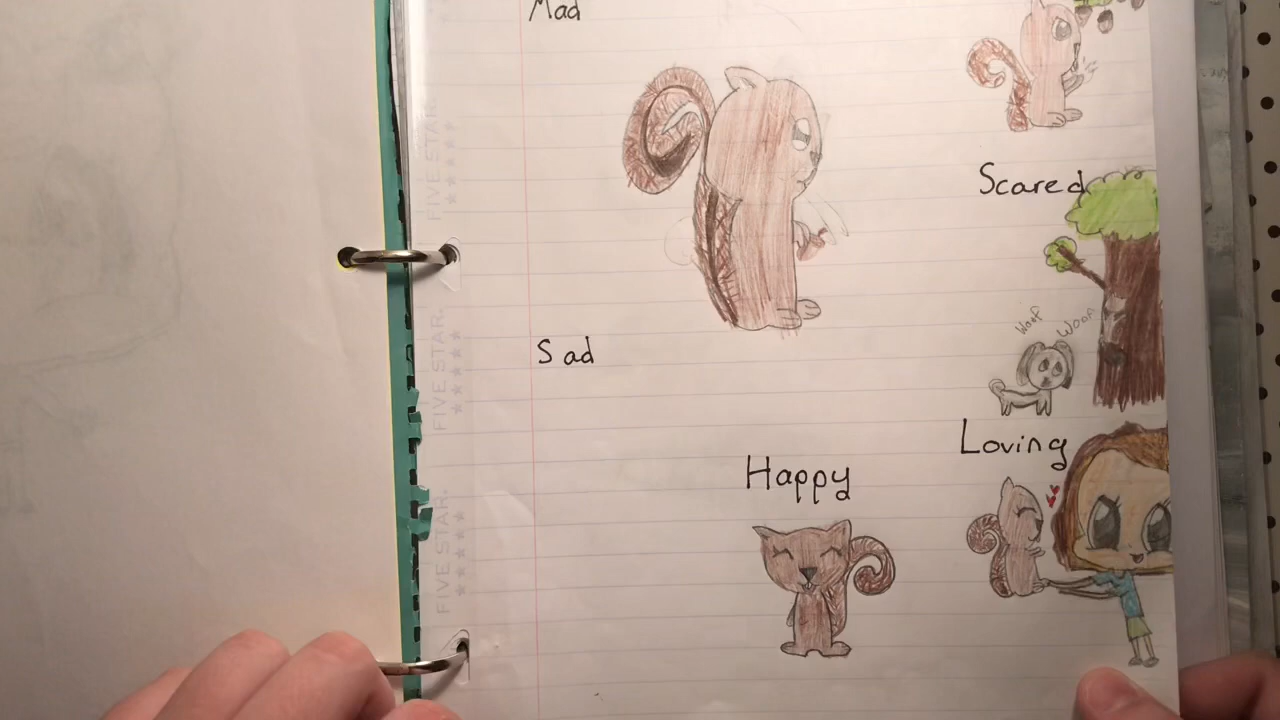 Mad
Scared
Woof
Woof
Sad
Loving
Happy
FIVE STAR.
FIVE STAR.
FIVE STAR.